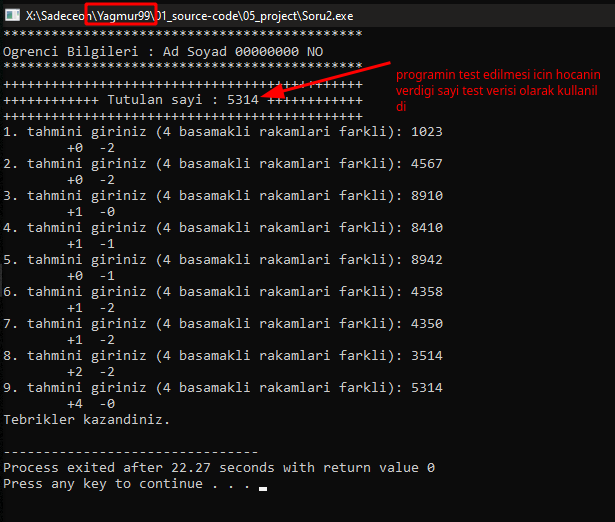 X:\Sadeceon\Yagmur99\01_source-code\05_project\Soru2.exe
*********************************************
Ogrenci Bilgileri : Ad Soyad 00000000 NO
*********************************************
+++++++++++++++++++++++++++++++++++++++++++++
++++++++++++ Tutulan sayi : 5314 ++++++++++++
+++++++++++++++++++++++++++++++++++++++++++++
programin test edilmesi icin hocanin
verdigi sayi test verisi olarak kullanil
di
1. tahmini giriniz (4 basamakli rakamlari farkli): 1023
+0 -2
2. tahmini giriniz (4 basamakli rakamlari farkli): 4567
+0 -2
3. tahmini giriniz (4 basamakli rakamlari farkli): 8910
+1 -0
4. tahmini giriniz (4 basamakli rakamlari farkli): 8410
+1 -1
5. tahmini giriniz (4 basamakli rakamlari farkli): 8942
+0 -1
6. tahmini giriniz (4 basamakli rakamlari farkli): 4358
+1 -2
7. tahmini giriniz (4 basamakli rakamlari farkli): 4350
+1 -2
8. tahmini giriniz (4 basamakli rakamlari farkli): 3514
+2 -2
9. tahmini giriniz (4 basamakli rakamlari farkli): 5314
+4 -0
Tebrikler kazandiniz.
--------------------------------
Process exited after 22.27 seconds with return value 0
Press any key to continue . . .